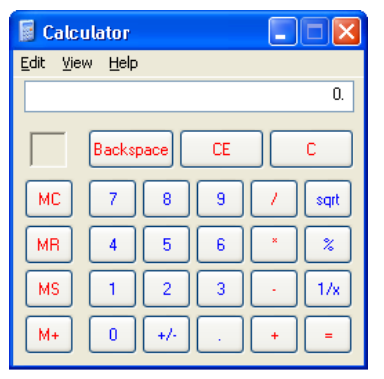 Calculator
Edit View Help
0.
Backspace CE C
MC 7 8 9 / sqrt
MR 4 5 6 * %
MS 1 2 3 - 1/x
M+ 0 +/- . + =